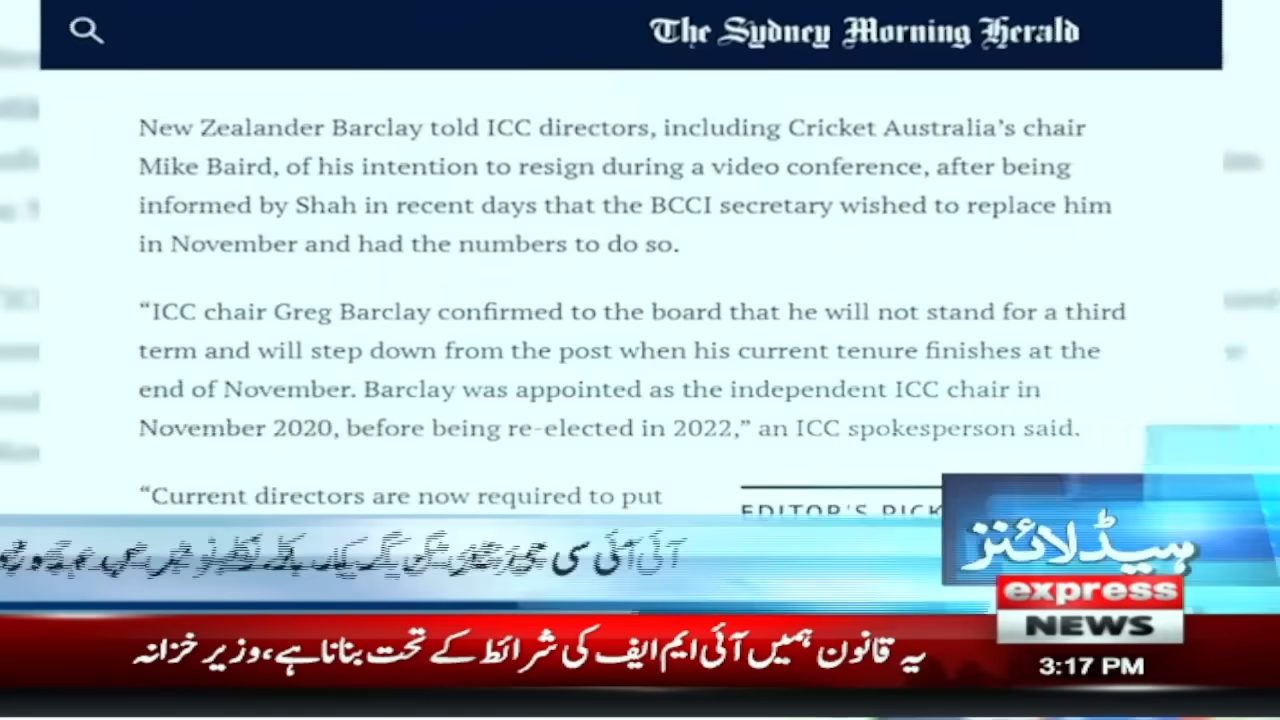 The Sydney Morning Herald
New Zealander Barclay told ICC directors, including Cricket Australia’s chair
Mike Baird, of his intention to resign during a video conference, after being
informed by Shah in recent days that the BCCI secretary wished to replace him
in November and had the numbers to do so.
“ICC chair Greg Barclay confirmed to the board that he will not stand for a third
term and will step down from the post when his current tenure finishes at the
end of November. Barclay was appointed as the independent ICC chair in
November 2020, before being re-elected in 2022,” an ICC spokesperson said.
“Current directors are now required to put
EDITOR'S PICK
ہیڈلائنز
آئی سی
express
NEWS
یہ قانون ہمیں آئی ایم ایف کی شرائط کے تحت بنانا ہے، وزیر خزانہ
3:17 PM